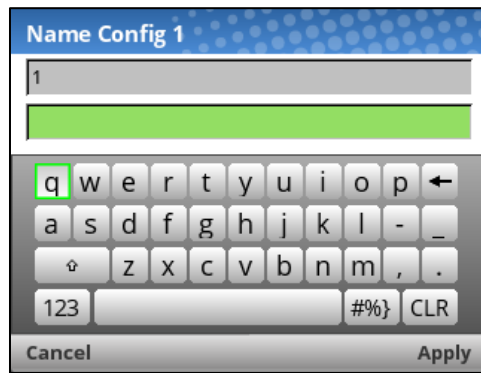 Name Config 1
1
q w e r t y u i o p ←
a s d f g h j k l - _
⇧ z x c v b n m , .
123 #%} CLR
Cancel Apply